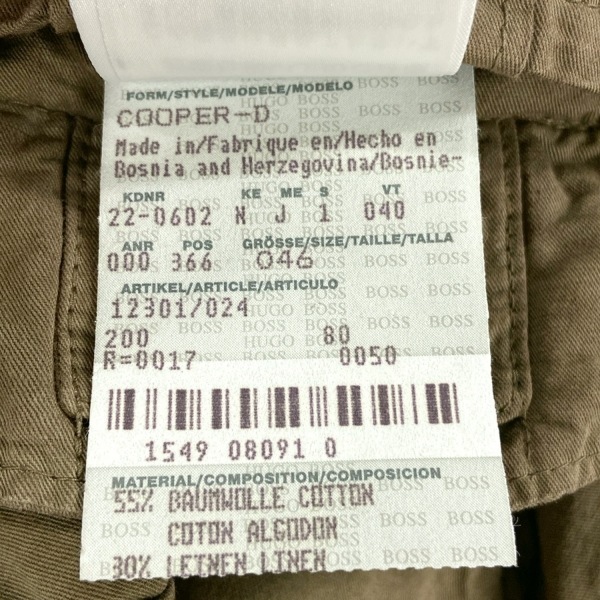 FORM/STYLE/MODELE/MODELO
COOPER-D
Made in/Fabrique en/Hecho en
Bosnia and Herzegovina/Bosnie-
KDNR KE ME S VT
22-0602 N J 1 040
ANR POS GRÖSSE/SIZE/TAILLE/TALLA
000 366 046
ARTIKEL/ARTICLE/ARTICULO
12301/024
200 80
R=0017 0050
1549 08091 0
MATERIAL/COMPOSITION/COMPOSICION
55% BAUMWOLLE COTTON
COTON ALGODON
30% LEINEN LINEN